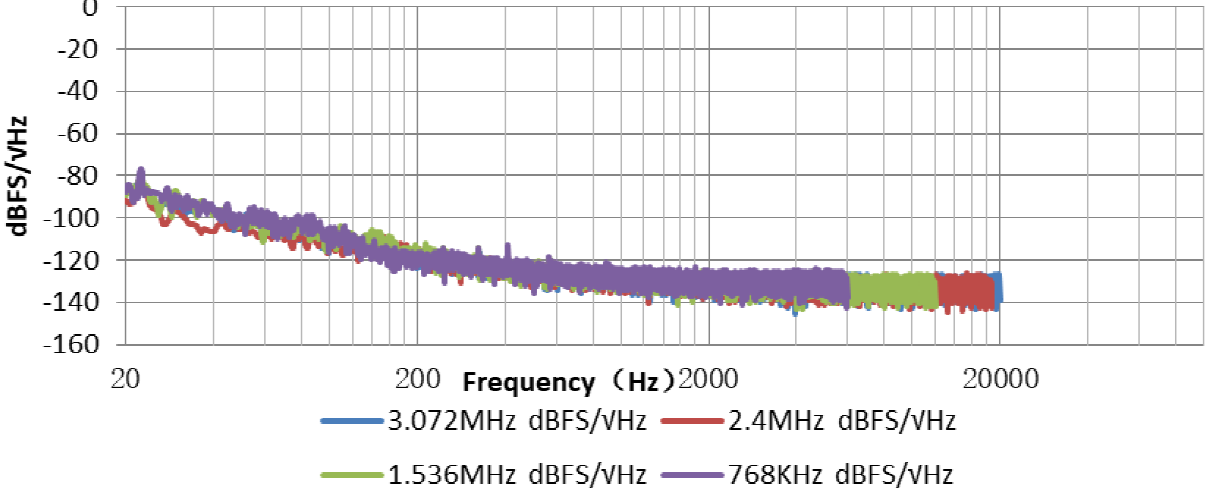 0
-20
-40
-60
-80
-100
-120
-140
-160
dBFS/√Hz
20 200 Frequency（Hz） 2000 20000
3.072MHz dBFS/√Hz 2.4MHz dBFS/√Hz
1.536MHz dBFS/√Hz 768KHz dBFS/√Hz